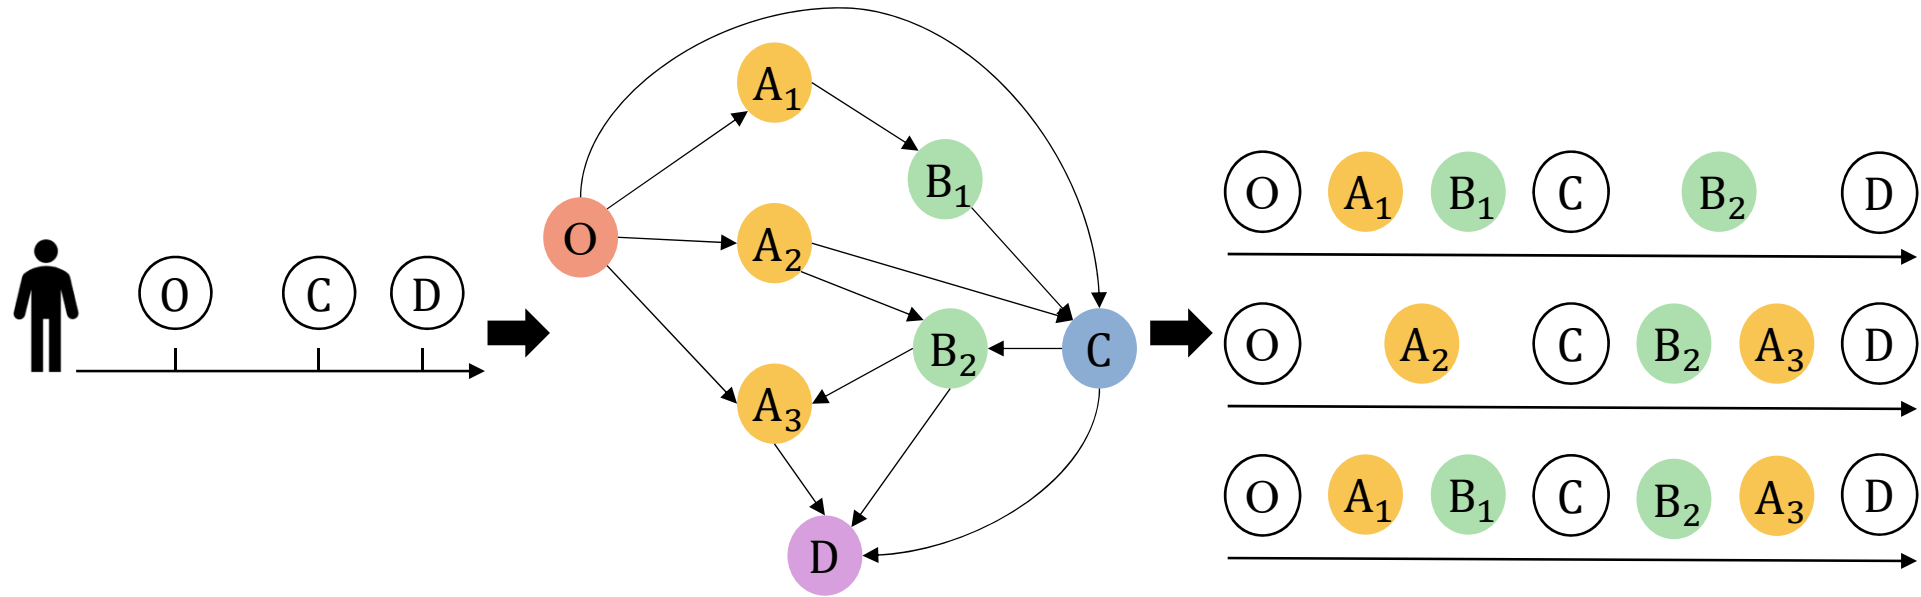 O C D
A₁
B₁
O
A₂
B₂
C
A₃
D
O A₁ B₁ C B₂ D
O A₂ C B₂ A₃ D
O A₁ B₁ C B₂ A₃ D